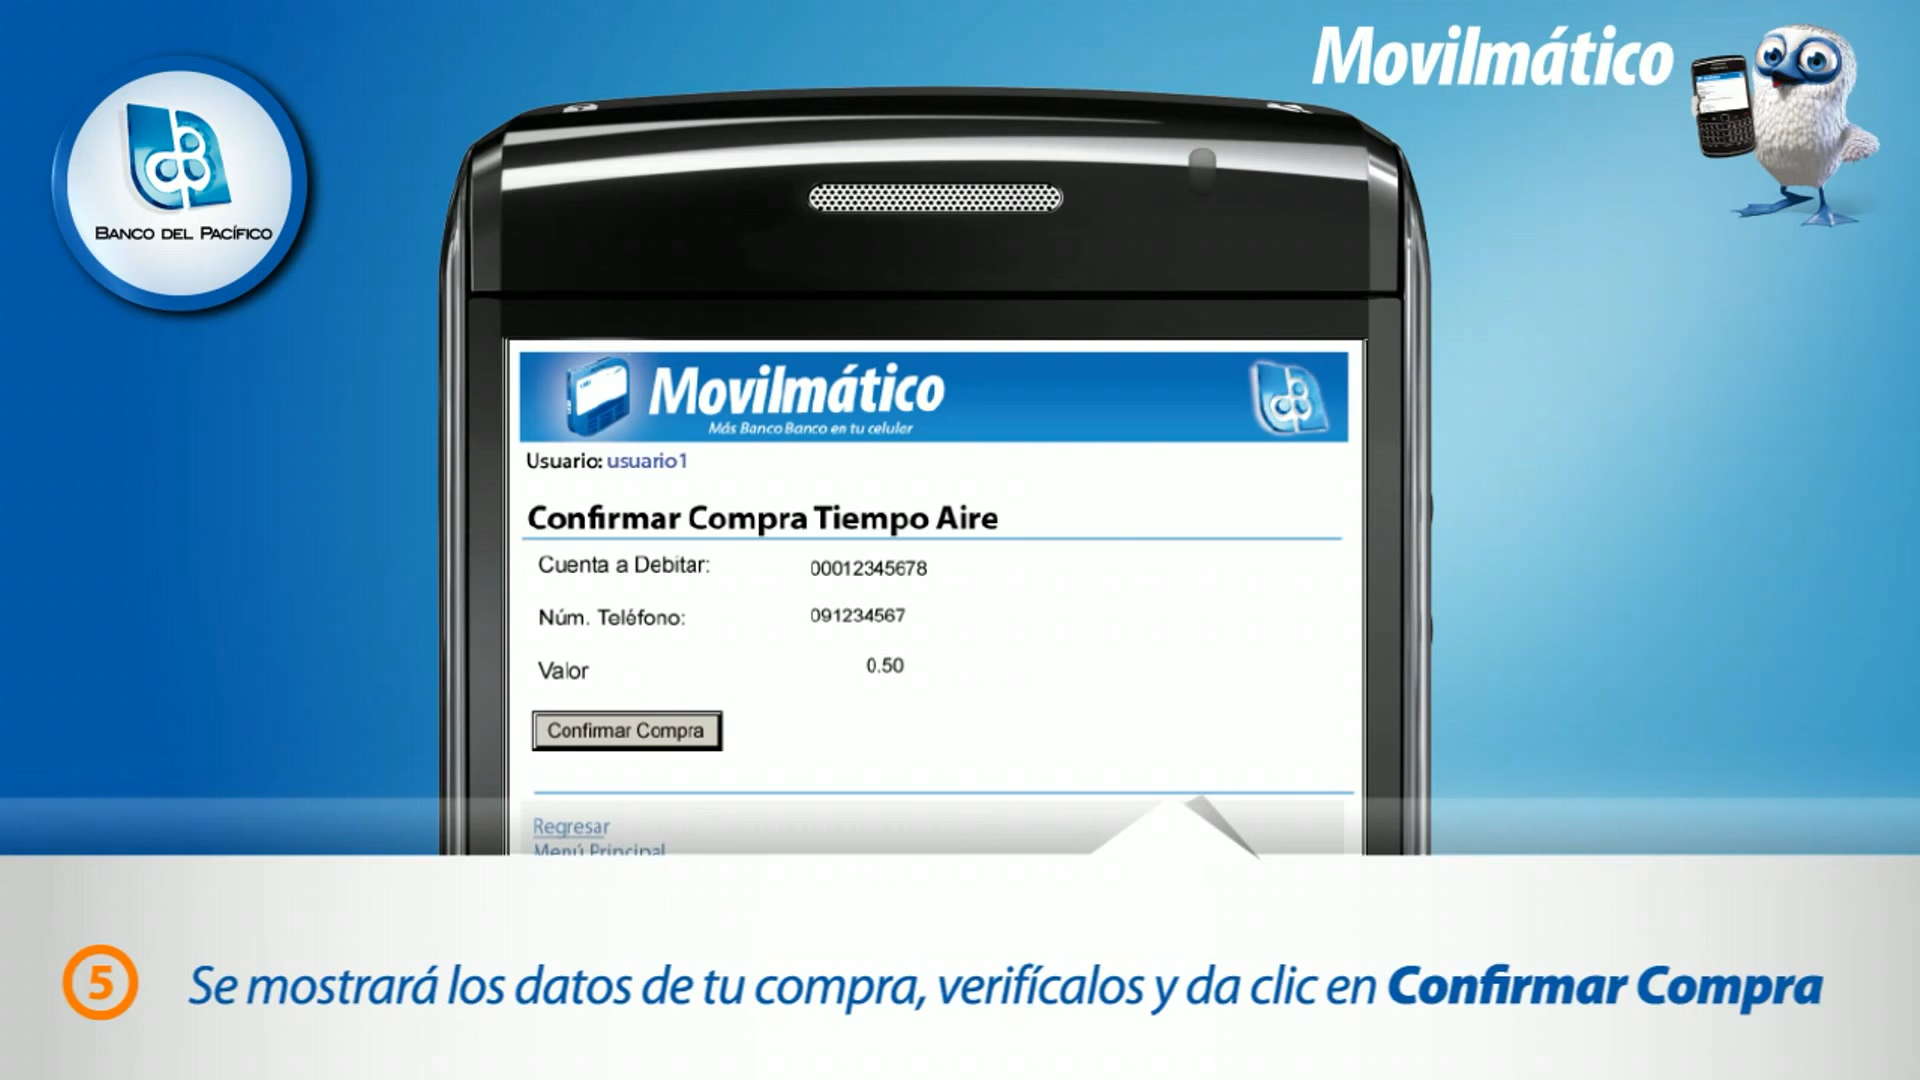 Movilmático
BANCO DEL PACÍFICO
Movilmático
Más Banco Banco en tu celular
Usuario: usuario1
Confirmar Compra Tiempo Aire
Cuenta a Debitar: 00012345678
Núm. Teléfono: 091234567
Valor 0.50
Confirmar Compra
Regresar
Menú Principal
5 Se mostrará los datos de tu compra, verifícalos y da clic en Confirmar Compra